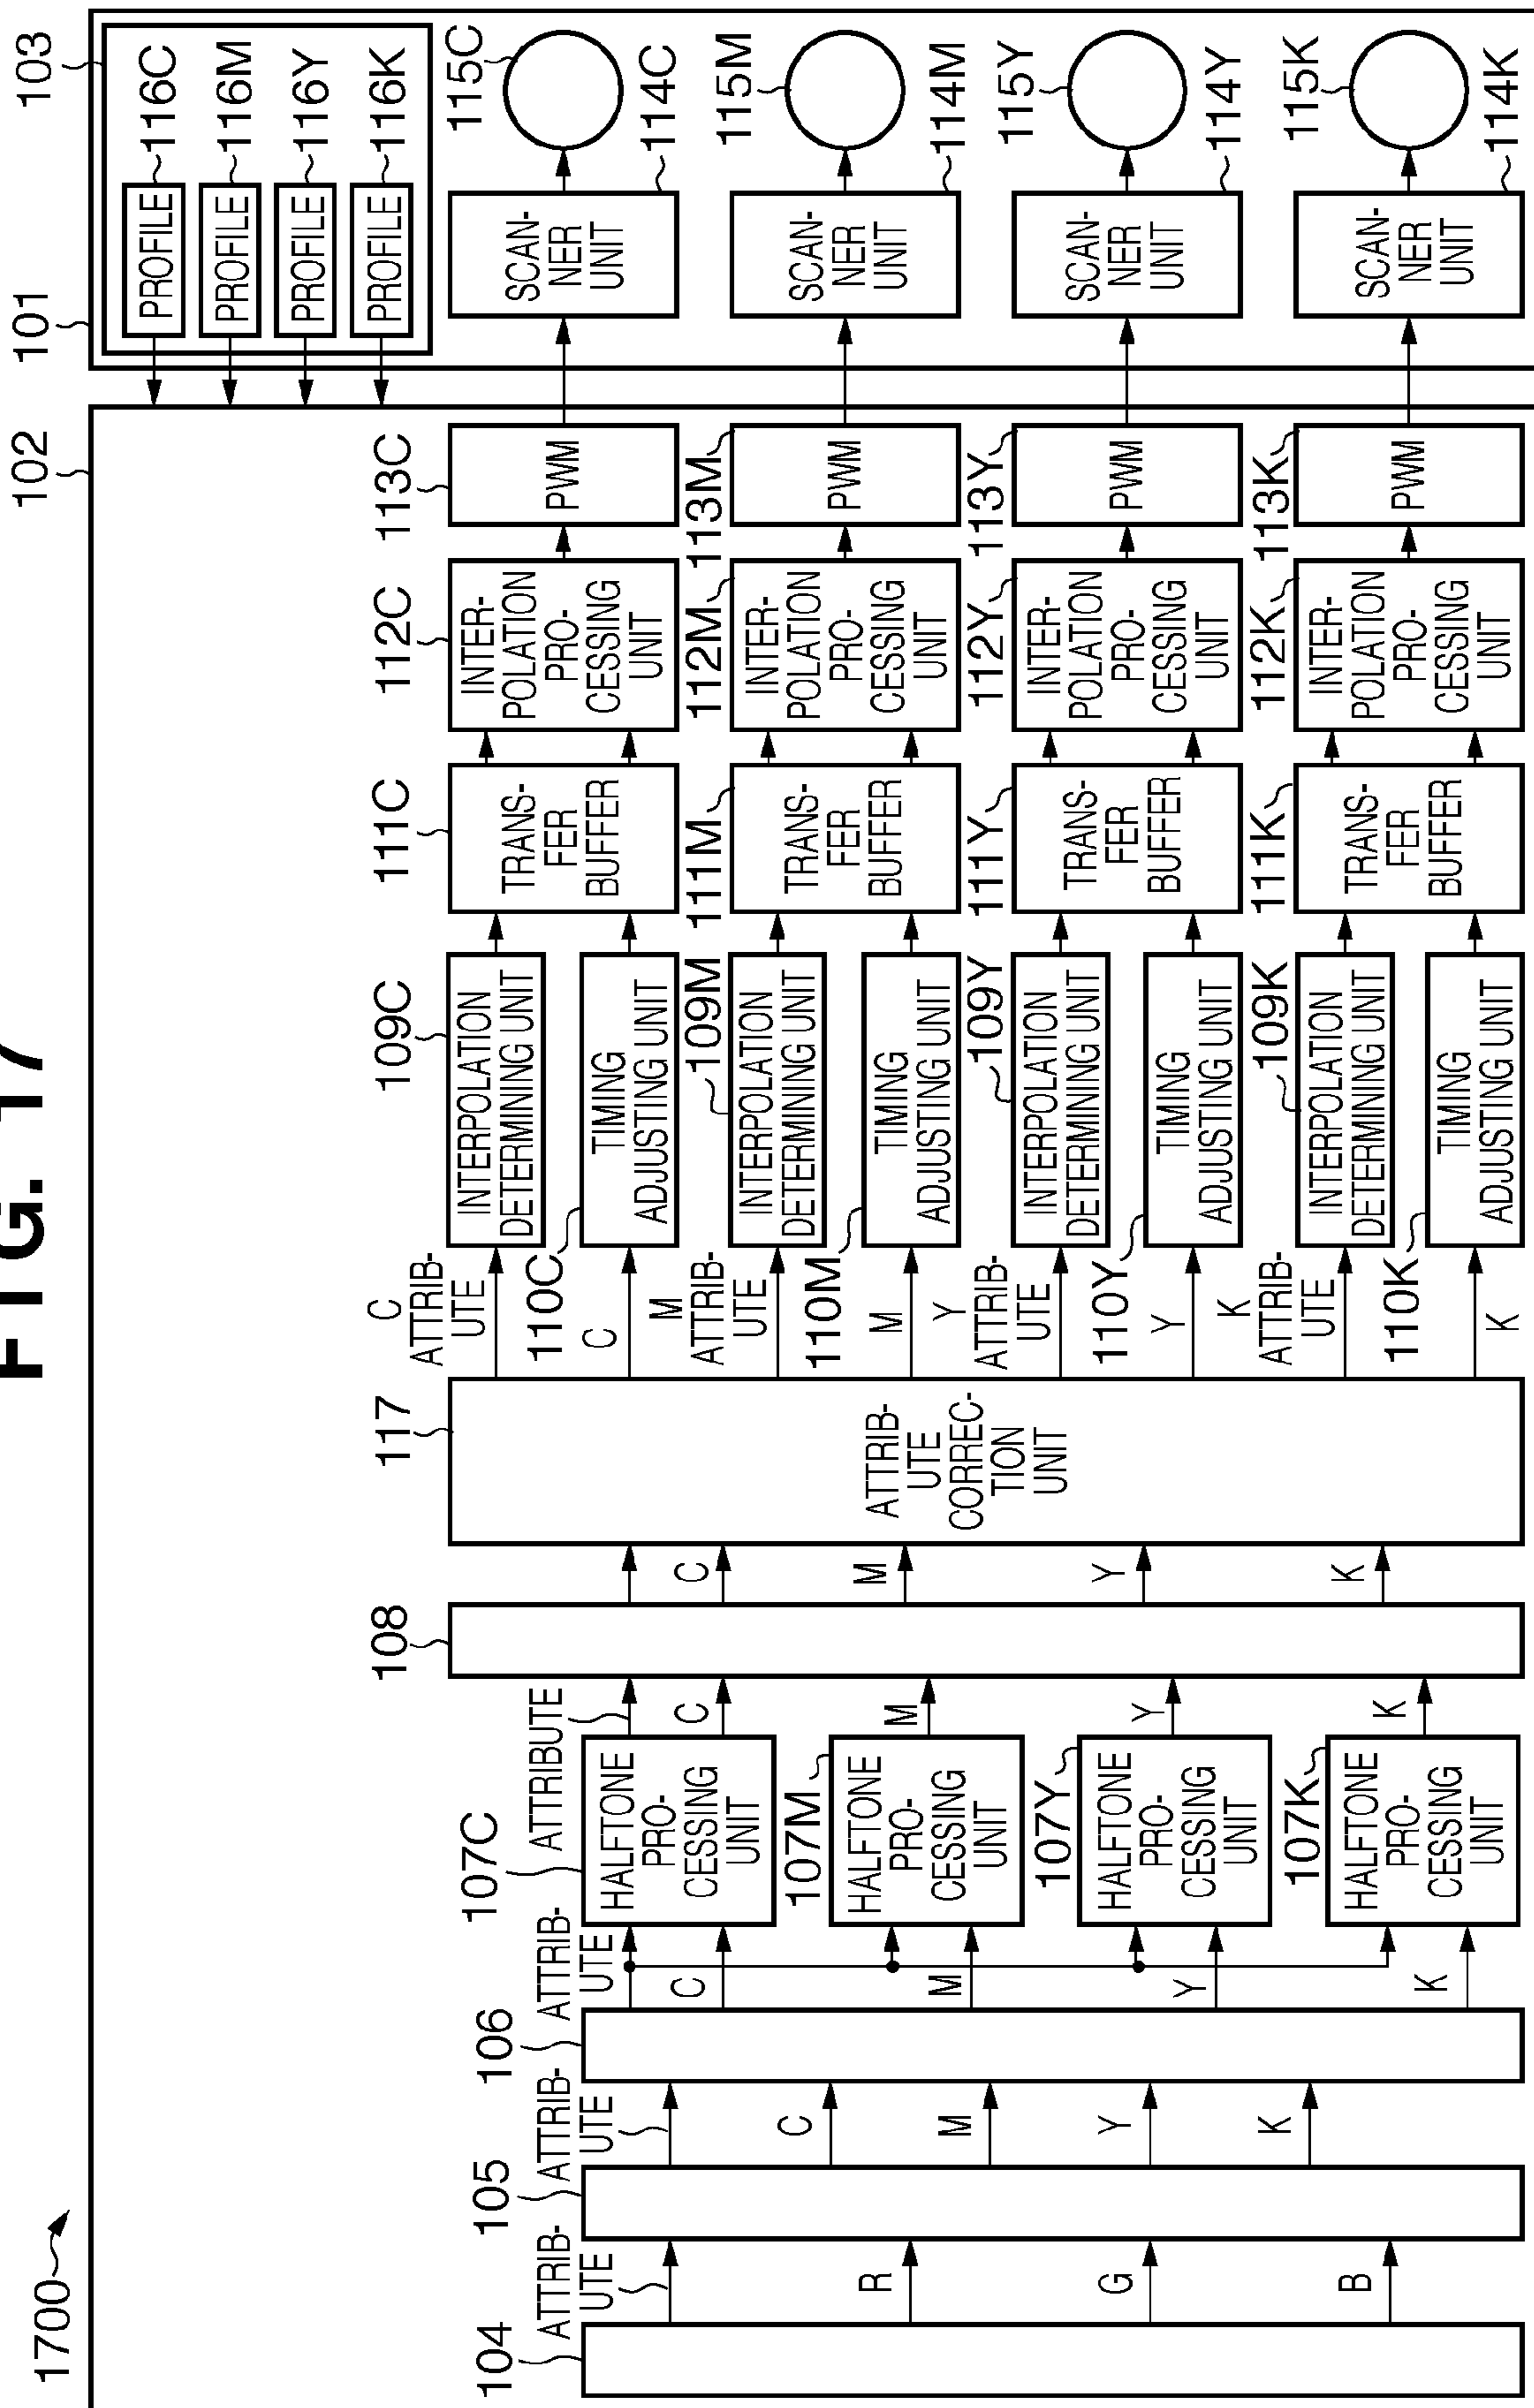 FIG. 17
1700
102
101
103
PROFILE
116C
PROFILE
116M
PROFILE
116Y
PROFILE
116K
104
ATTRIB-
UTE
R
G
B
105
ATTRIB-
UTE
C
M
Y
K
106
ATTRIB-
UTE
C
M
Y
K
107C
HALFTONE
PRO-
CESSING
UNIT
107M
HALFTONE
PRO-
CESSING
UNIT
107Y
HALFTONE
PRO-
CESSING
UNIT
107K
HALFTONE
PRO-
CESSING
UNIT
ATTRIBUTE
C
M
Y
K
108
C
M
Y
K
117
ATTRIB-
UTE
CORREC-
TION
UNIT
C
ATTRIB-
UTE
C
M
ATTRIB-
UTE
M
Y
ATTRIB-
UTE
Y
K
ATTRIB-
UTE
K
109C
INTERPOLATION
DETERMINING UNIT
110C
TIMING
ADJUSTING UNIT
109M
INTERPOLATION
DETERMINING UNIT
110M
TIMING
ADJUSTING UNIT
109Y
INTERPOLATION
DETERMINING UNIT
110Y
TIMING
ADJUSTING UNIT
109K
INTERPOLATION
DETERMINING UNIT
110K
TIMING
ADJUSTING UNIT
111C
TRANS-
FER
BUFFER
111M
TRANS-
FER
BUFFER
111Y
TRANS-
FER
BUFFER
111K
TRANS-
FER
BUFFER
112C
INTER-
POLATION
PRO-
CESSING
UNIT
112M
INTER-
POLATION
PRO-
CESSING
UNIT
112Y
INTER-
POLATION
PRO-
CESSING
UNIT
112K
INTER-
POLATION
PRO-
CESSING
UNIT
113C
PWM
113M
PWM
113Y
PWM
113K
PWM
SCAN-
NER
UNIT
114C
115C
SCAN-
NER
UNIT
114M
115M
SCAN-
NER
UNIT
114Y
115Y
SCAN-
NER
UNIT
114K
115K